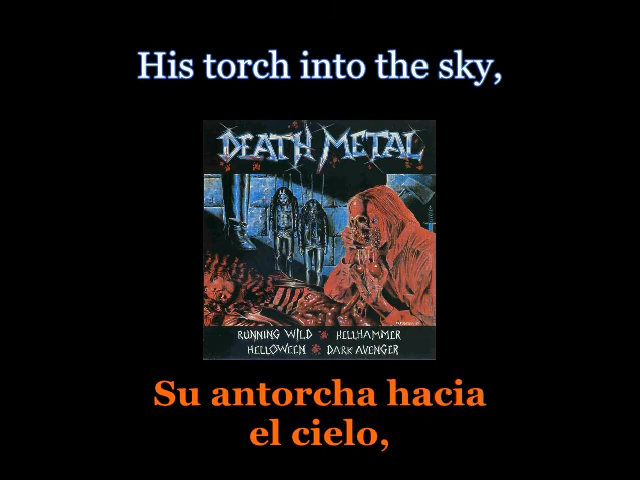 His torch into the sky,
DEATH METAL
RUNNING WILD HELLHAMMER
HELLOWEEN DARK AVENGER
Su antorcha hacia
el cielo,